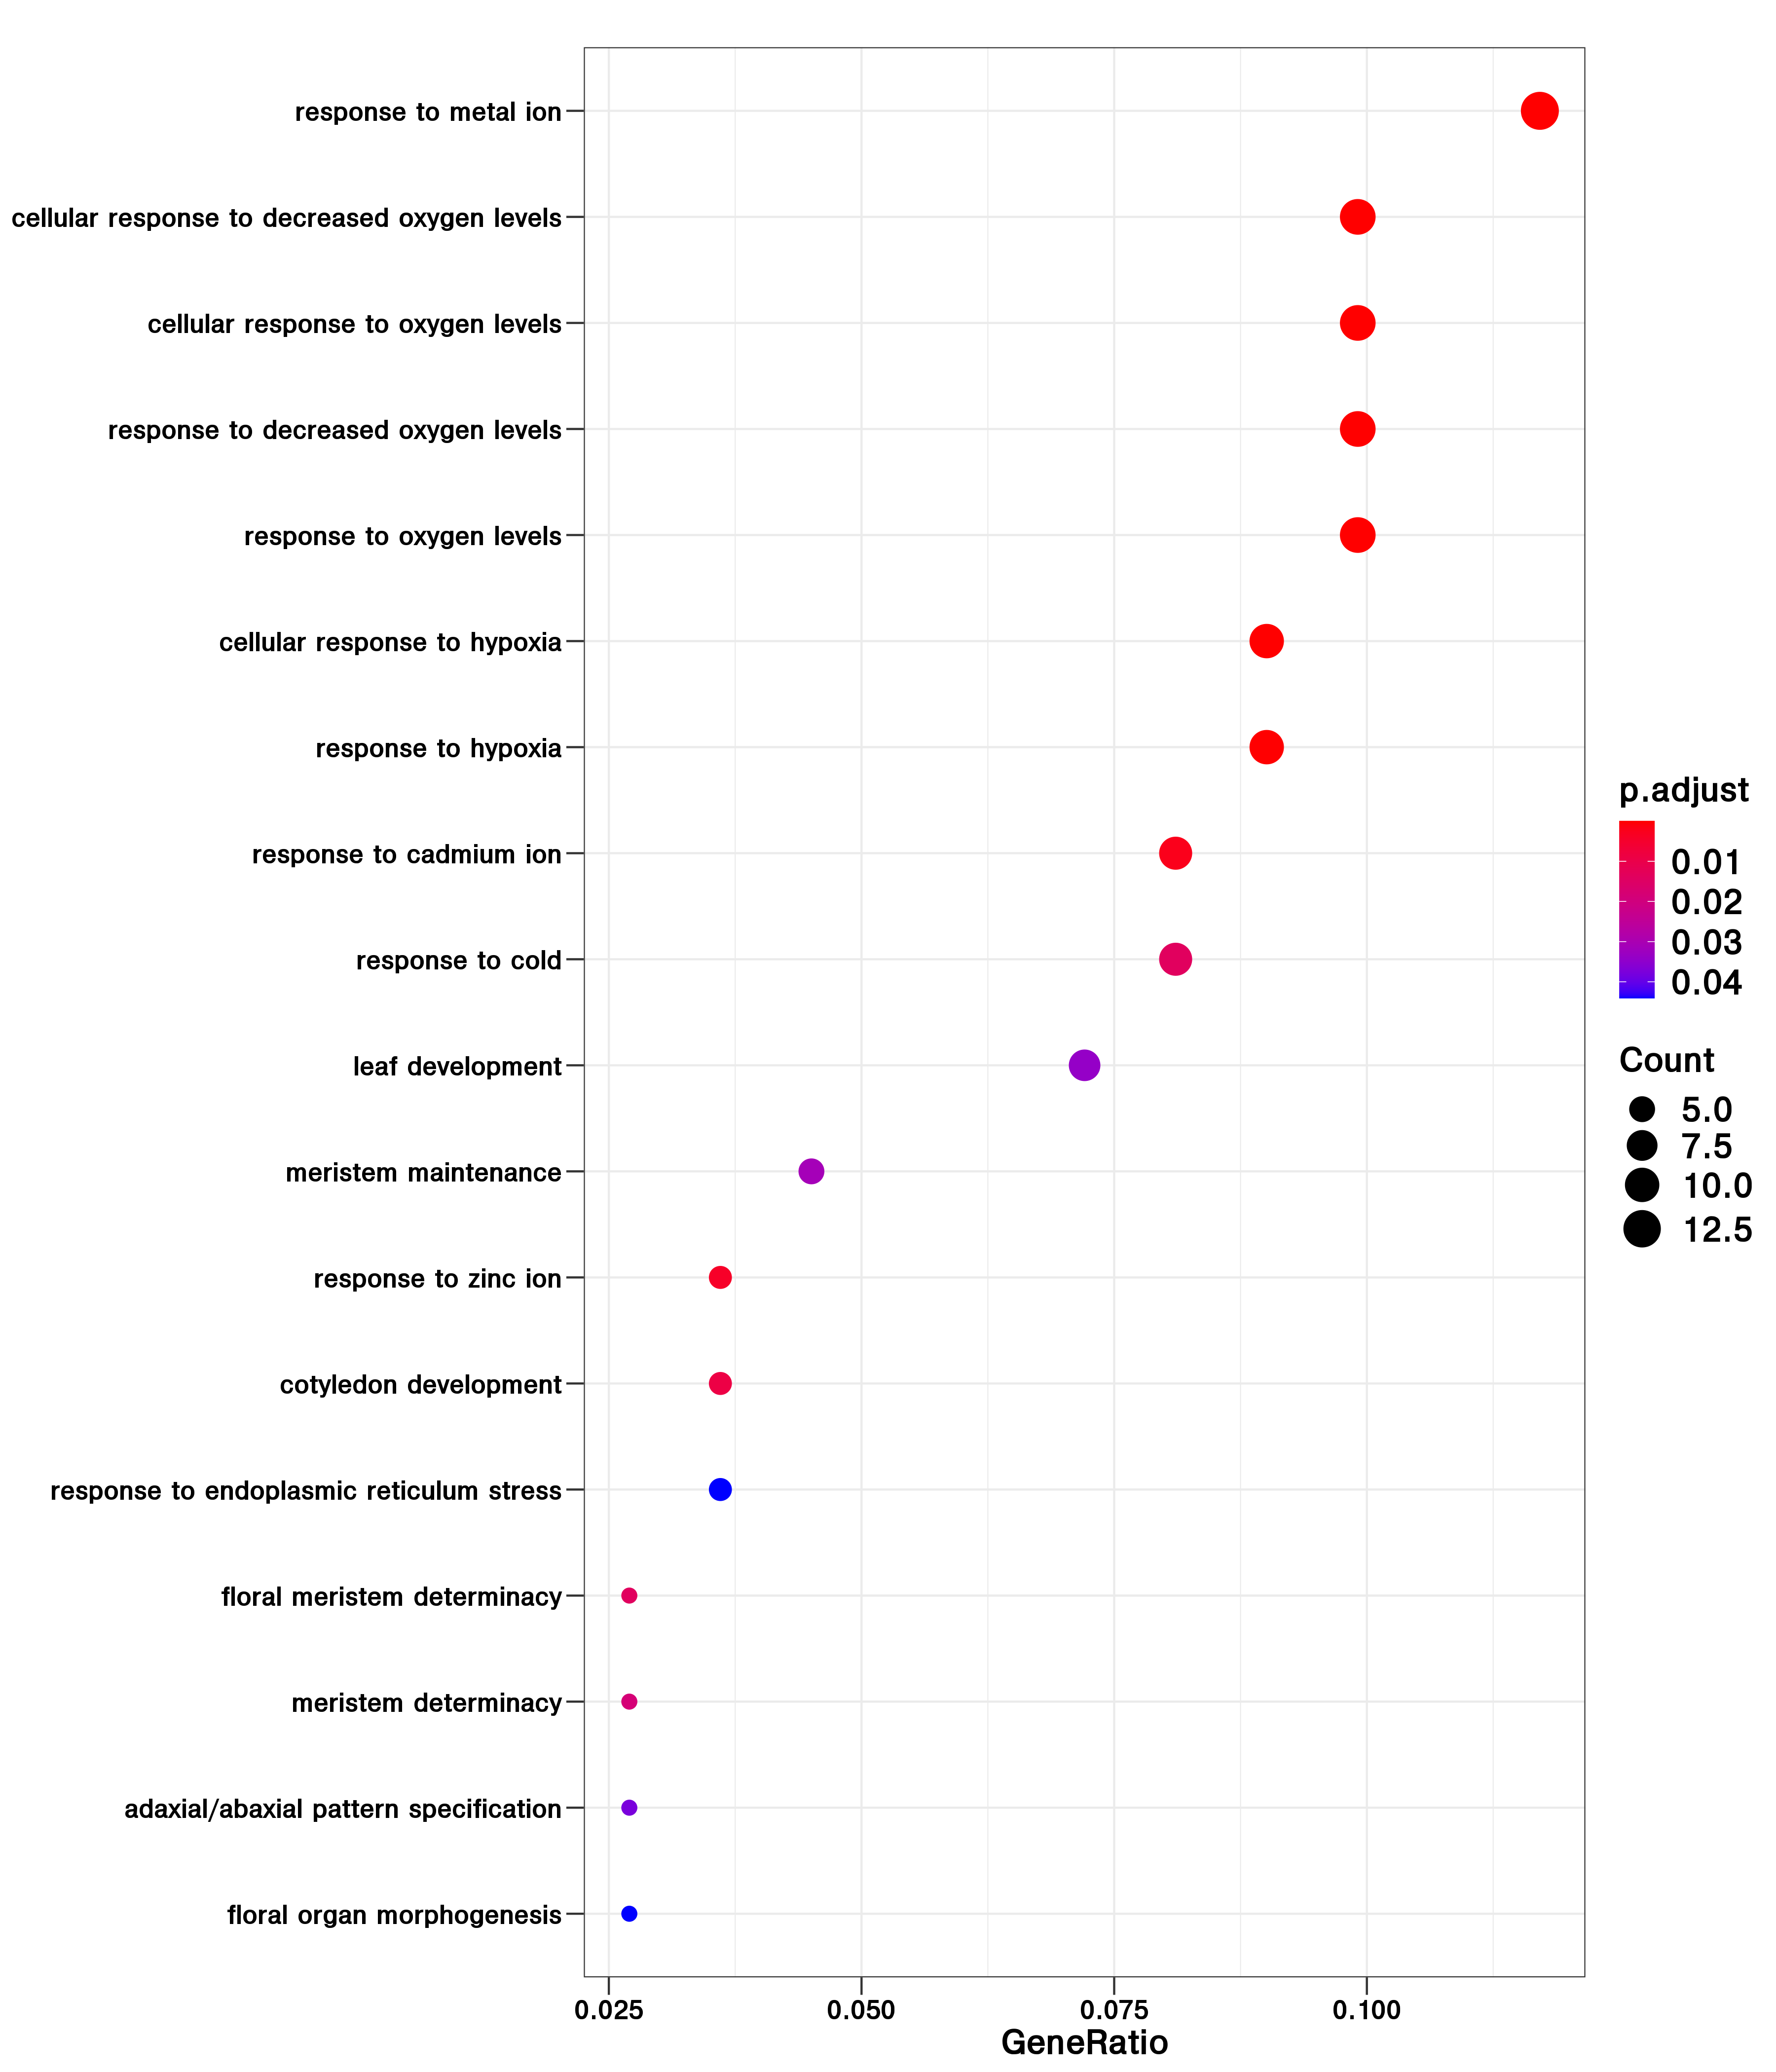 response to metal ion
cellular response to decreased oxygen levels
cellular response to oxygen levels
response to decreased oxygen levels
response to oxygen levels
cellular response to hypoxia
response to hypoxia
response to cadmium ion
response to cold
leaf development
meristem maintenance
response to zinc ion
cotyledon development
response to endoplasmic reticulum stress
floral meristem determinacy
meristem determinacy
adaxial/abaxial pattern specification
floral organ morphogenesis
0.025 0.050 0.075 0.100
GeneRatio
p.adjust
0.01
0.02
0.03
0.04
Count
5.0
7.5
10.0
12.5